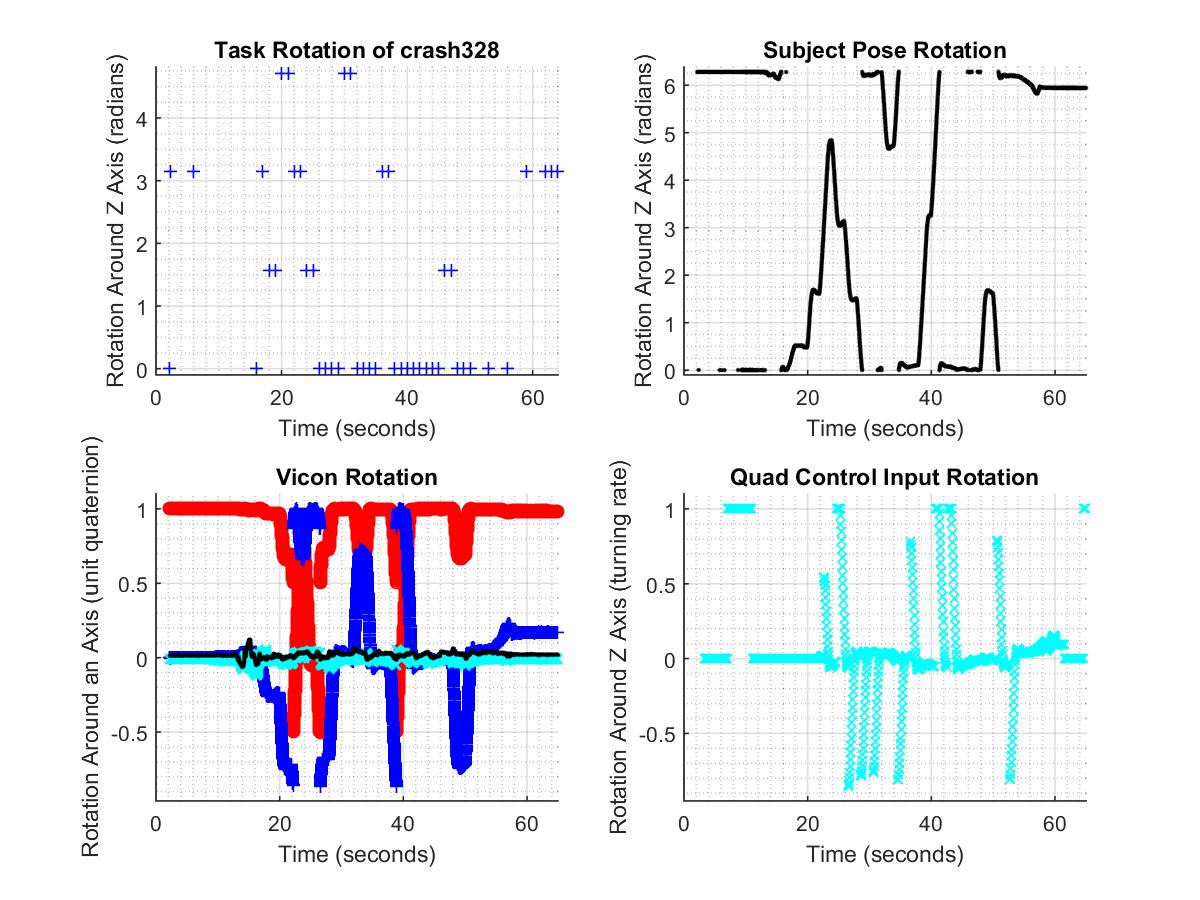 Task Rotation of crash328
Rotation Around Z Axis (radians)
4
3
2
1
0
0 20 40 60
Time (seconds)
Subject Pose Rotation
Rotation Around Z Axis (radians)
6
5
4
3
2
1
0
0 20 40 60
Time (seconds)
Vicon Rotation
Rotation Around an Axis (unit quaternion)
1
0.5
0
-0.5
0 20 40 60
Time (seconds)
Quad Control Input Rotation
Rotation Around Z Axis (turning rate)
1
0.5
0
-0.5
0 20 40 60
Time (seconds)